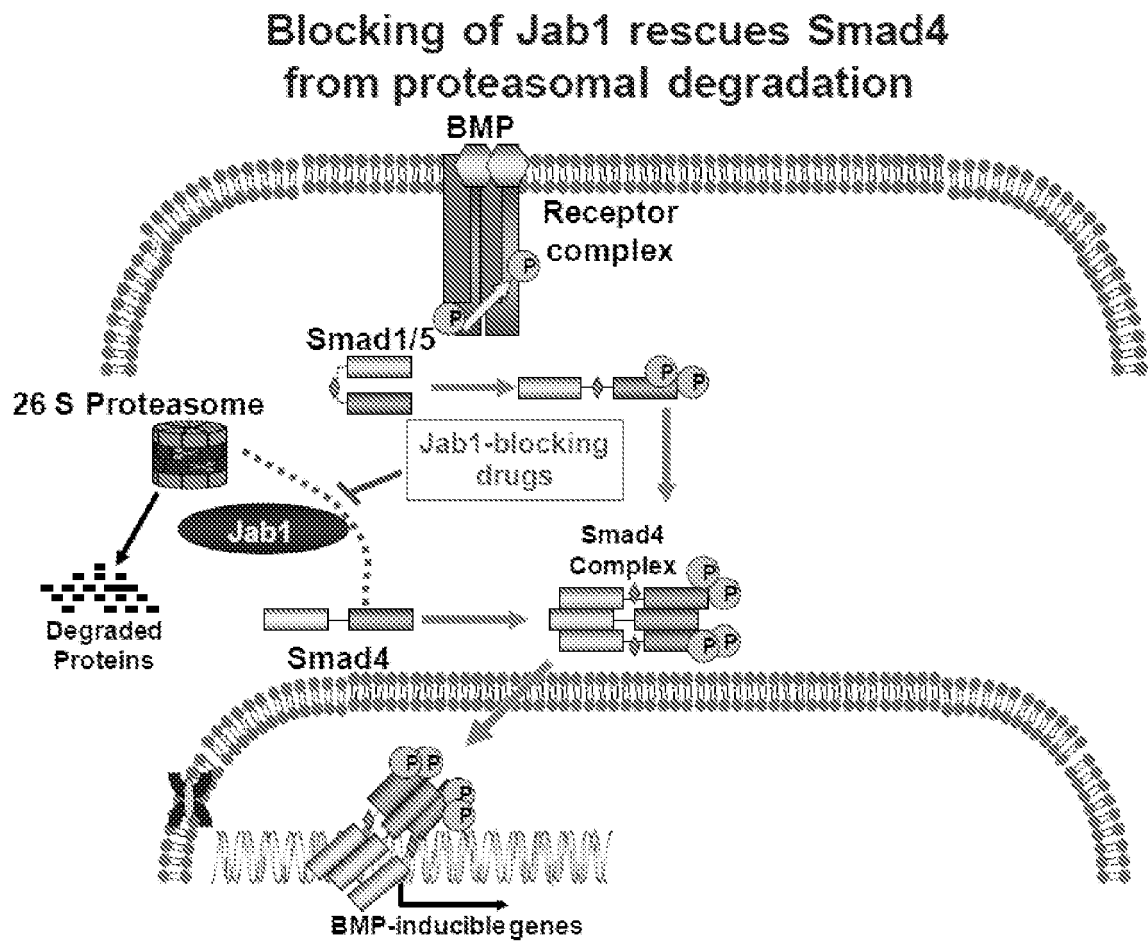 Blocking of Jab1 rescues Smad4
from proteasomal degradation
BMP
Receptor
complex
P
P
Smad1/5
P
P
26 S Proteasome
Jab1-blocking
drugs
Jab1
Smad4
Complex
P
P
P
P
Degraded
Proteins
Smad4
P
P
P
P
BMP-inducible genes